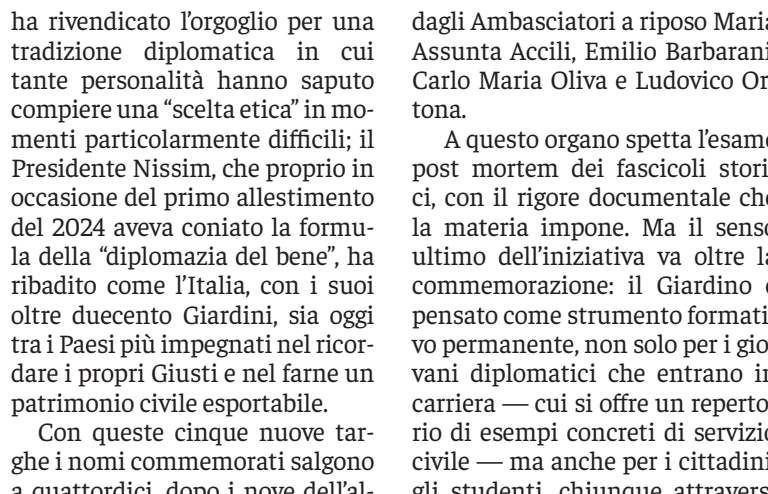 ha rivendicato l’orgoglio per una
tradizione diplomatica in cui
tante personalità hanno saputo
compiere una “scelta etica” in mo-
menti particolarmente difficili; il
Presidente Nissim, che proprio in
occasione del primo allestimento
del 2024 aveva coniato la formu-
la della “diplomazia del bene”, ha
ribadito come l’Italia, con i suoi
oltre duecento Giardini, sia oggi
tra i Paesi più impegnati nel ricor-
dare i propri Giusti e nel farne un
patrimonio civile esportabile.
Con queste cinque nuove tar-
ghe i nomi commemorati salgono
a quattordici, dopo i nove dell’al-
dagli Ambasciatori a riposo Maria
Assunta Accili, Emilio Barbarani
Carlo Maria Oliva e Ludovico Or
tona.
A questo organo spetta l’esame
post mortem dei fascicoli stori
ci, con il rigore documentale che
la materia impone. Ma il senso
ultimo dell’iniziativa va oltre la
commemorazione: il Giardino
pensato come strumento formati
vo permanente, non solo per i gio
vani diplomatici che entrano in
carriera — cui si offre un reperto
rio di esempi concreti di servizio
civile — ma anche per i cittadini
gli studenti, chiunque attravers